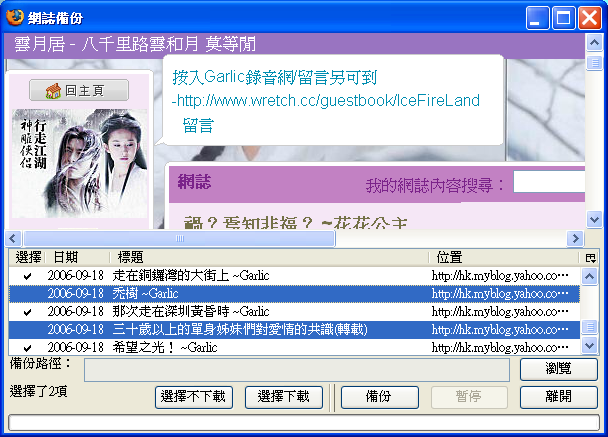 網誌備份
雲月居 - 八千里路雲和月 莫等閒
回主頁
行走江湖
神鵰俠侶
按入Garlic錄音網/留言另可到
-http://www.wretch.cc/guestbook/IceFireLand
留言
網誌
我的網誌內容搜尋：
禍？焉知非福？ ~花花公主
選擇 日期 標題 位置
2006-09-18 走在銅鑼灣的大街上 ~Garlic http://hk.myblog.yahoo.co…
2006-09-18 禿樹 ~Garlic http://hk.myblog.yahoo.co…
2006-09-18 那次走在深圳黃昏時 ~Garlic http://hk.myblog.yahoo.co…
2006-09-18 三十歲以上的單身姊妹們對愛情的共識(轉載) http://hk.myblog.yahoo.co…
2006-09-18 希望之光！ ~Garlic http://hk.myblog.yahoo.co…
備份路徑：
瀏覽
選擇了2項
選擇不下載
選擇下載
備份
暫停
離開